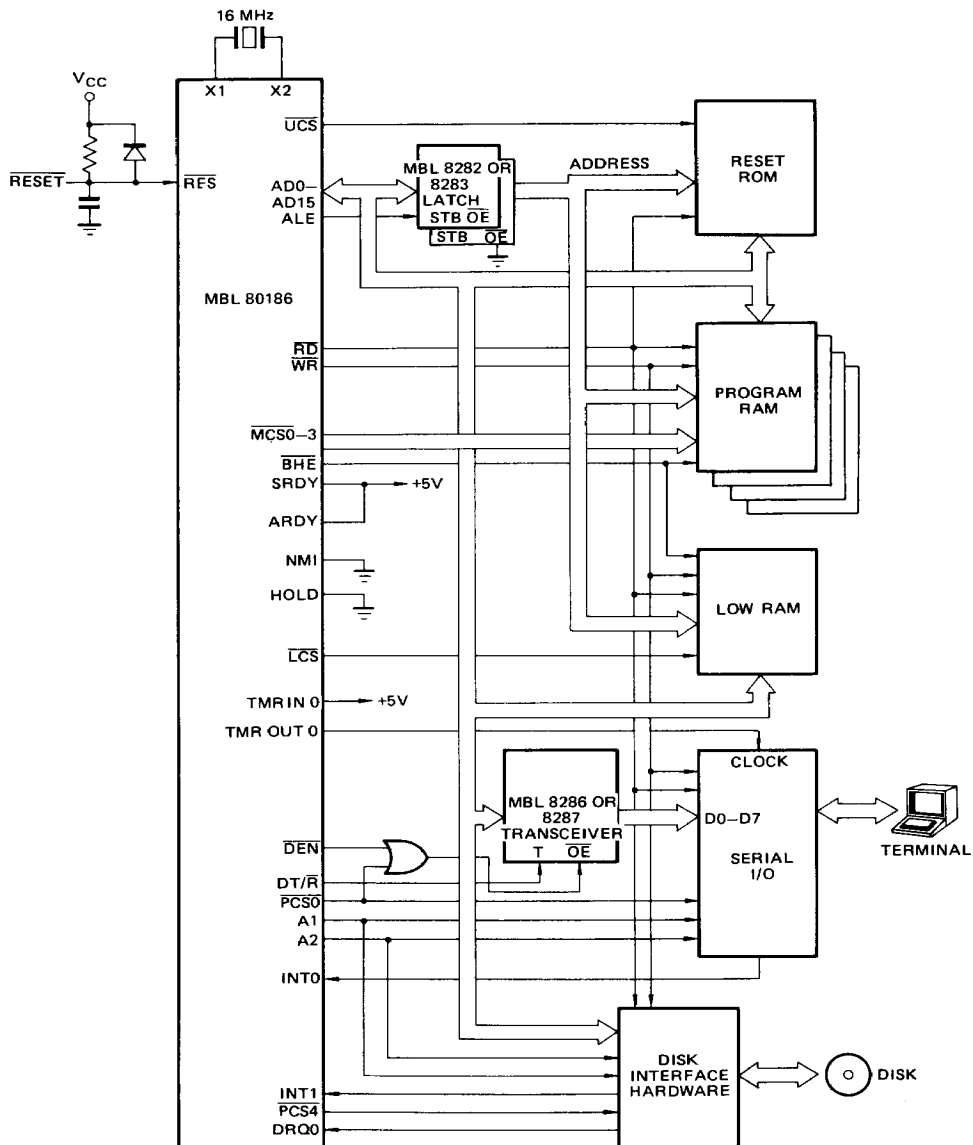 16 MHz
VCC
X1 X2
RESET
RES
UCS
AD0-
AD15
ALE
MBL 8282 OR
8283
LATCH
STB OE
STB OE
ADDRESS
RESET
ROM
MBL 80186
RD
WR
PROGRAM
RAM
MCS0-3
BHE
SRDY
+5V
ARDY
NMI
HOLD
LOW RAM
LCS
TMR IN 0
+5V
TMR OUT 0
CLOCK
MBL 8286 OR
8287
TRANSCEIVER
T OE
D0-D7
SERIAL
I/O
TERMINAL
DEN
DT/R
PCS0
A1
A2
INT0
DISK
INTERFACE
HARDWARE
DISK
INT1
PCS4
DRQ0